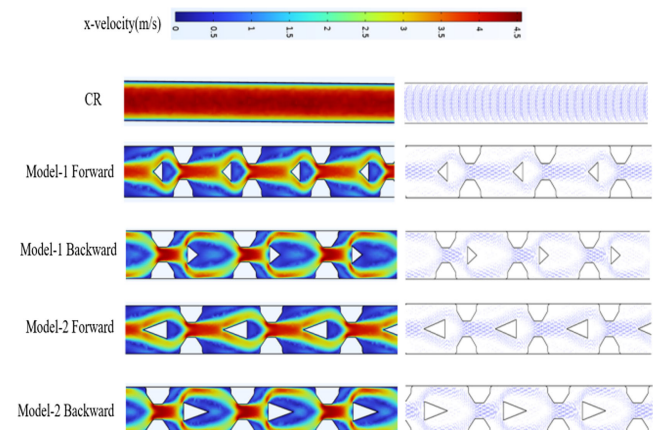 x-velocity(m/s)
0 0.5 1 1.5 2 2.5 3 3.5 4 4.5
CR
Model-1 Forward
Model-1 Backward
Model-2 Forward
Model-2 Backward